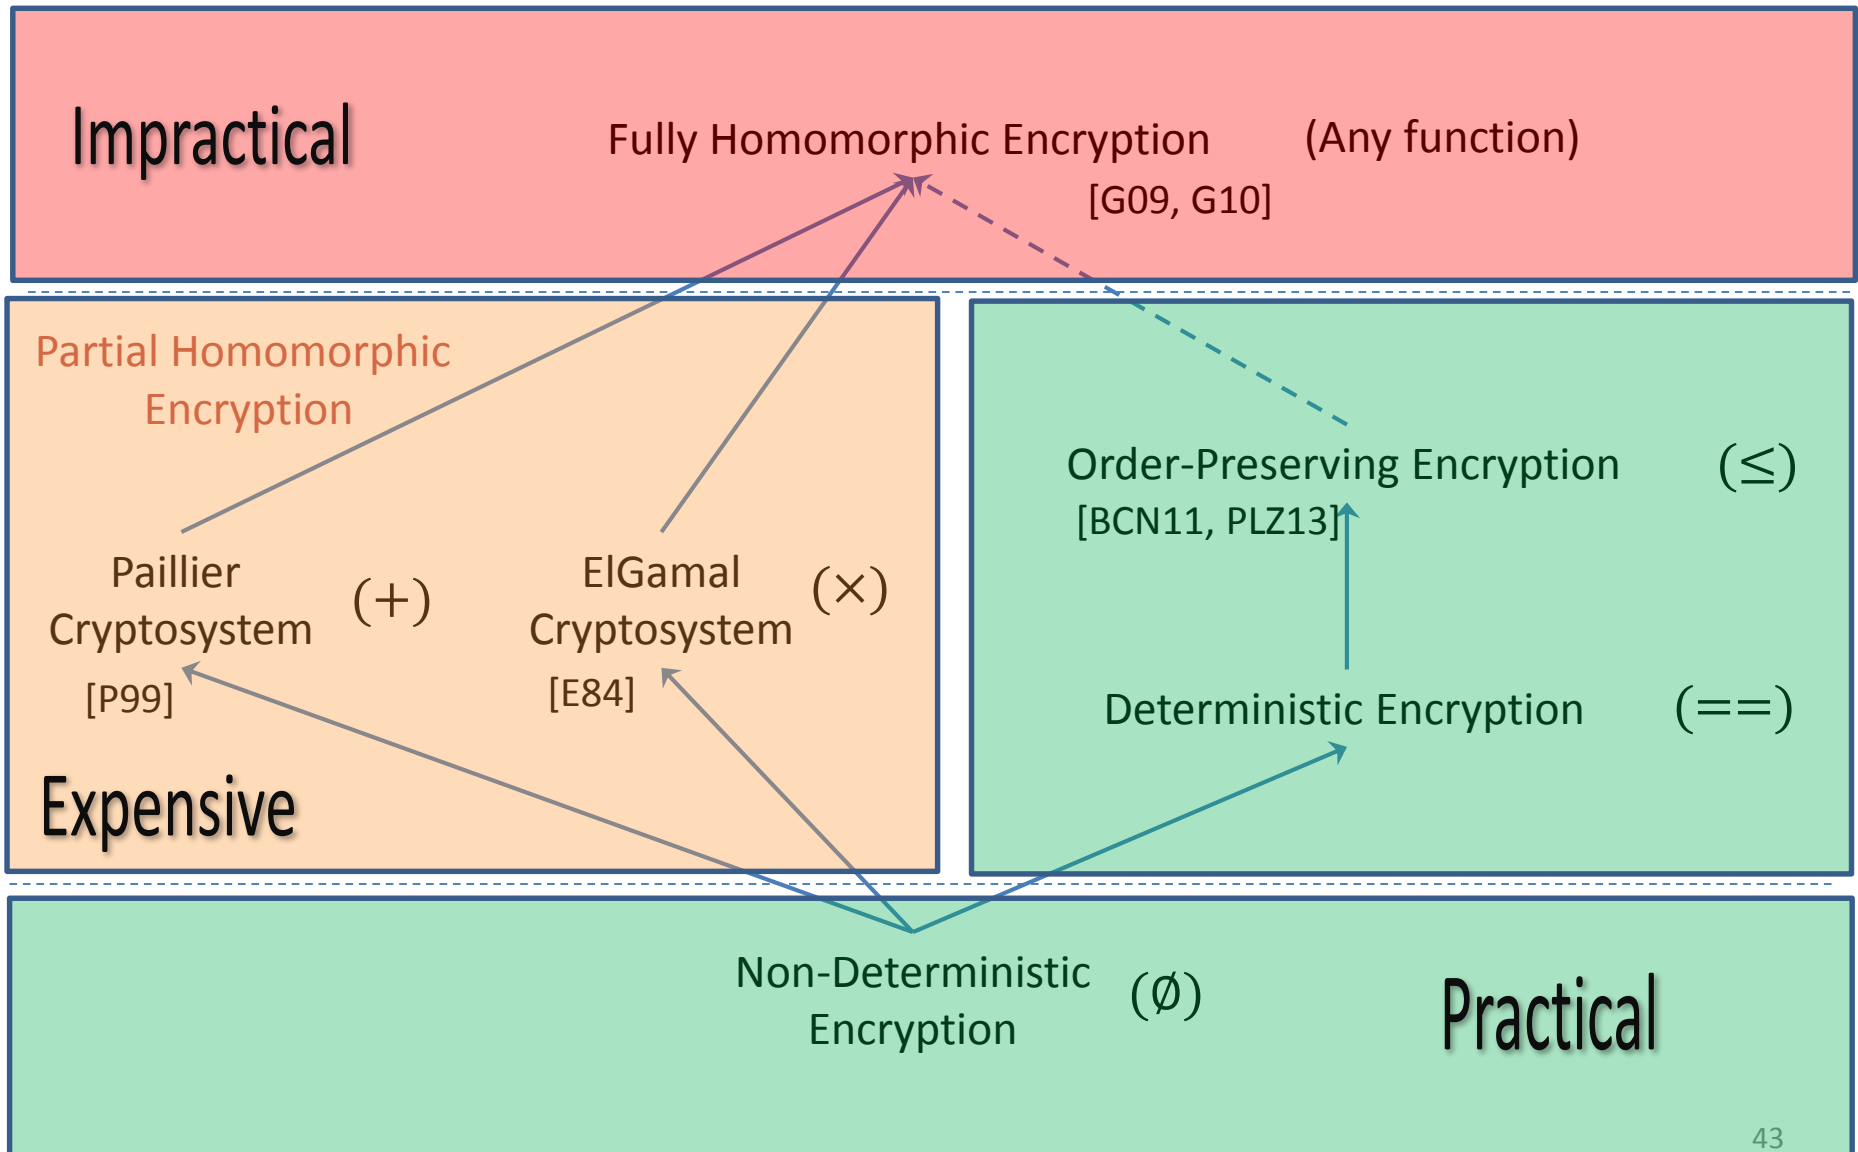 Impractical
Fully Homomorphic Encryption (Any function)
[G09, G10]
Partial Homomorphic
Encryption
Paillier
Cryptosystem
(+)
[P99]
ElGamal
Cryptosystem
(×)
[E84]
Expensive
Order-Preserving Encryption (≤)
[BCN11, PLZ13]
Deterministic Encryption (==)
Non-Deterministic
Encryption
(∅)
Practical
43